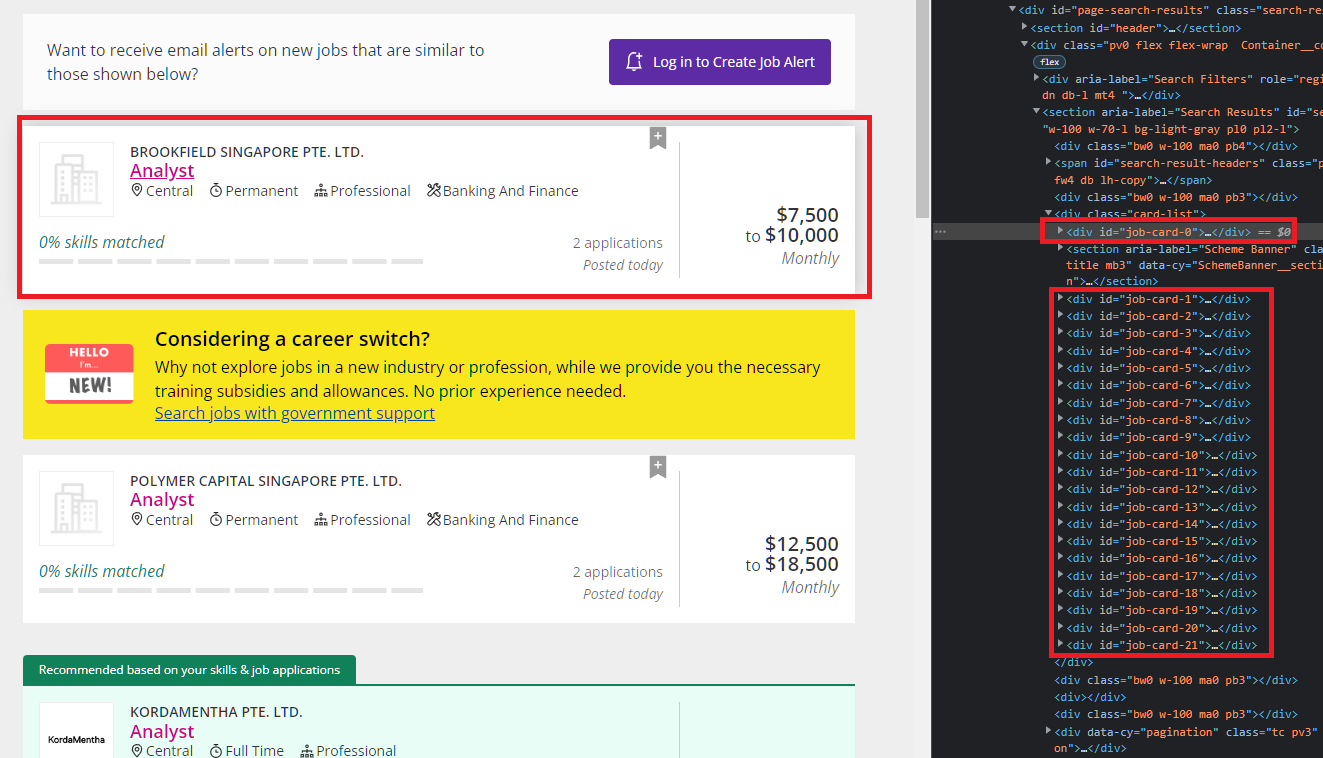 Want to receive email alerts on new jobs that are similar to
those shown below?
Log in to Create Job Alert
BROOKFIELD SINGAPORE PTE. LTD.
Analyst
Central Permanent Professional Banking And Finance
$7,500
to $10,000
Monthly
0% skills matched
2 applications
Posted today
HELLO
I'm...
NEW!
Considering a career switch?
Why not explore jobs in a new industry or profession, while we provide you the necessary
training subsidies and allowances. No prior experience needed.
Search jobs with government support
POLYMER CAPITAL SINGAPORE PTE. LTD.
Analyst
Central Permanent Professional Banking And Finance
$12,500
to $18,500
Monthly
0% skills matched
2 applications
Posted today
Recommended based on your skills & job applications
KordaMentha
KORDAMENTHA PTE. LTD.
Analyst
Central Full Time Professional
<div id="page-search-results" class="search-re
<section id="header">…</section>
<div class="pv0 flex flex-wrap Container__co
flex
<div aria-label="Search Filters" role="regi
dn db-l mt4 ">…</div>
<section aria-label="Search Results" id="se
"w-100 w-70-l bg-light-gray pl0 pl2-l">
<div class="bw0 w-100 ma0 pb4"></div>
<span id="search-result-headers" class="p
fw4 db lh-copy">…</span>
<div class="bw0 w-100 ma0 pb3"></div>
<div class="card-list">
… <div id="job-card-0">…</div> == $0
<section aria-label="Scheme Banner" cla
title mb3" data-cy="SchemeBanner__secti
n">…</section>
<div id="job-card-1">…</div>
<div id="job-card-2">…</div>
<div id="job-card-3">…</div>
<div id="job-card-4">…</div>
<div id="job-card-5">…</div>
<div id="job-card-6">…</div>
<div id="job-card-7">…</div>
<div id="job-card-8">…</div>
<div id="job-card-9">…</div>
<div id="job-card-10">…</div>
<div id="job-card-11">…</div>
<div id="job-card-12">…</div>
<div id="job-card-13">…</div>
<div id="job-card-14">…</div>
<div id="job-card-15">…</div>
<div id="job-card-16">…</div>
<div id="job-card-17">…</div>
<div id="job-card-18">…</div>
<div id="job-card-19">…</div>
<div id="job-card-20">…</div>
<div id="job-card-21">…</div>
</div>
<div class="bw0 w-100 ma0 pb3"></div>
<div></div>
<div class="bw0 w-100 ma0 pb3"></div>
<div data-cy="pagination" class="tc pv3"
on">…</div>